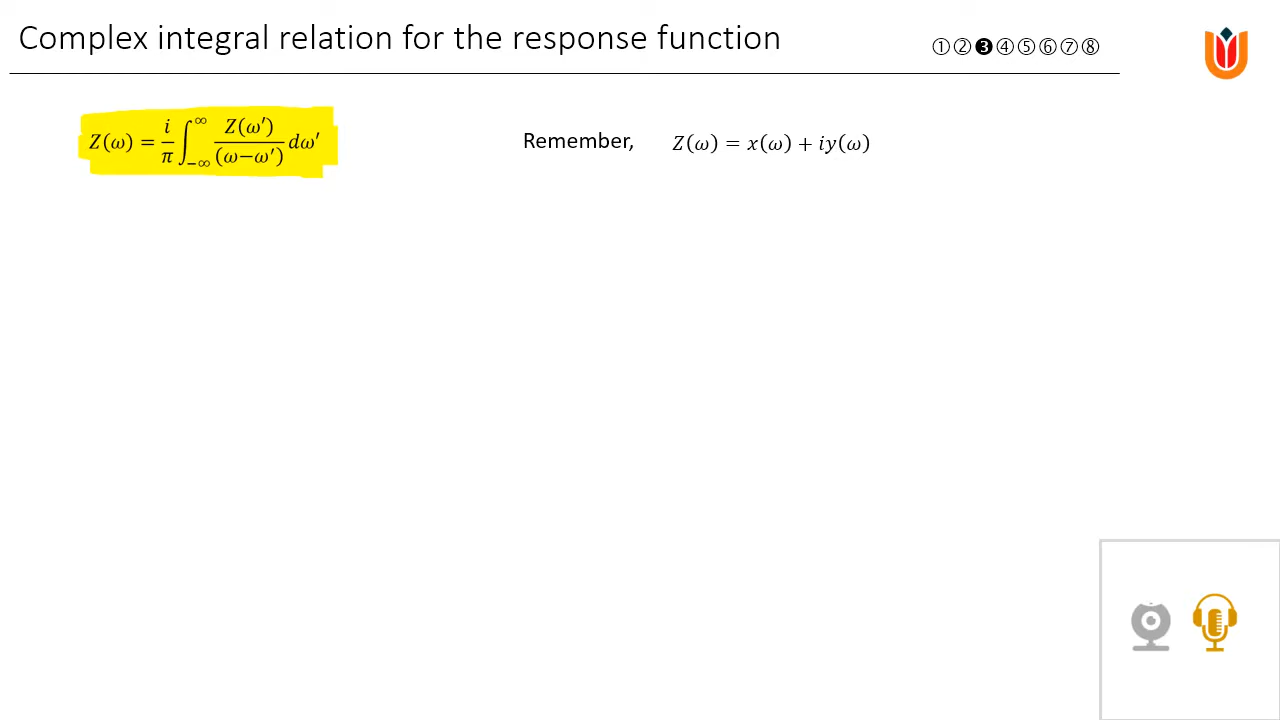 Complex integral relation for the response function
①②❸④⑤⑥⑦⑧
𝑍(𝜔) = 𝑖/𝜋 ∫_{−∞}^{∞} 𝑍(𝜔′)/(𝜔−𝜔′) 𝑑𝜔′
Remember, 𝑍(𝜔) = 𝑥(𝜔) + 𝑖𝑦(𝜔)